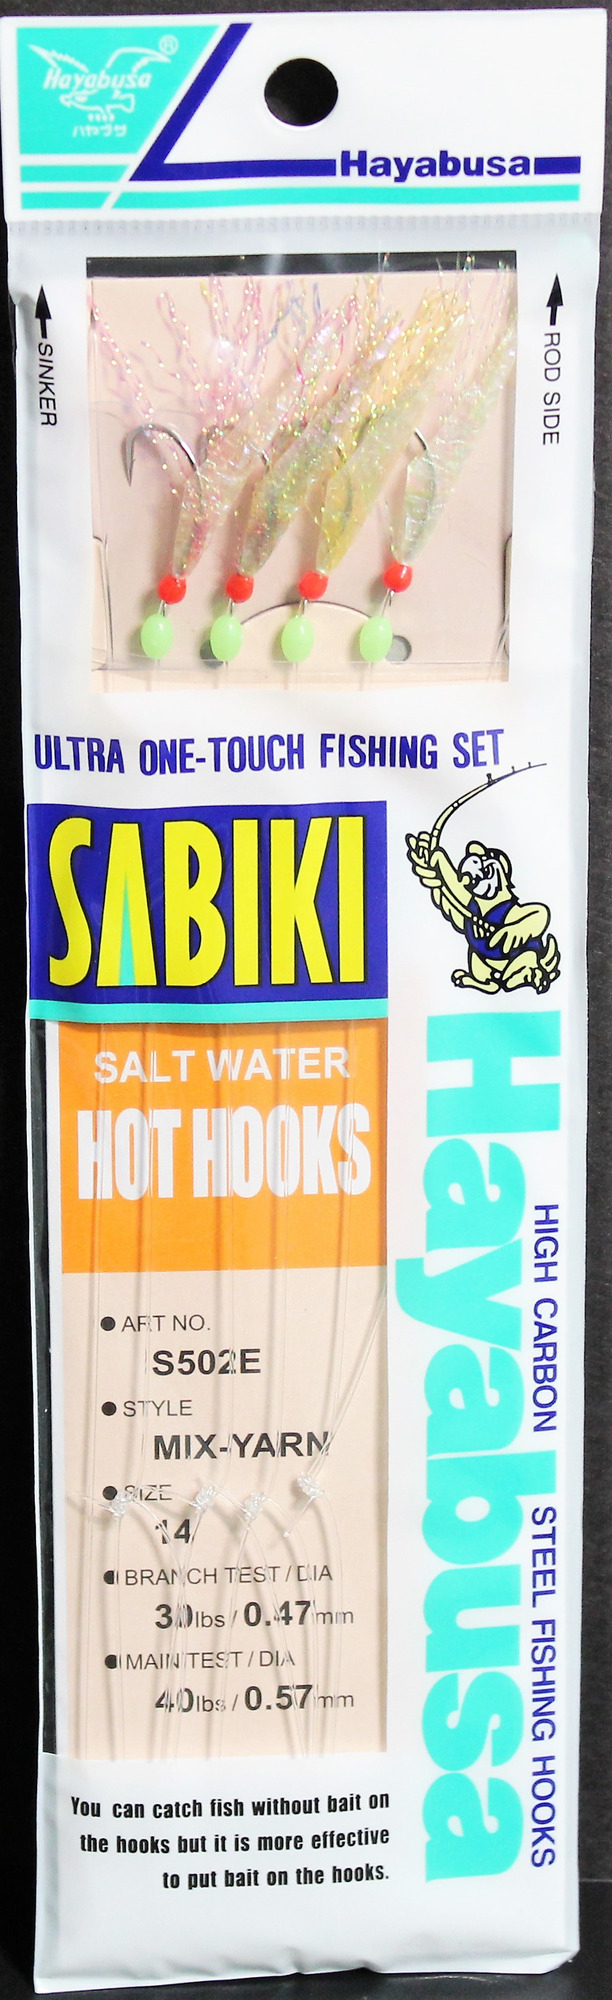 Hayabusa
®
ハヤブサ
Hayabusa
SINKER
ROD SIDE
ULTRA ONE-TOUCH FISHING SET
SABIKI
SALT WATER
HOT HOOKS
● ART NO.
S502E
● STYLE
MIX-YARN
● SIZE
14
● BRANCH TEST / DIA
30lbs / 0.47mm
● MAIN TEST / DIA
40lbs / 0.57mm
You can catch fish without bait on
the hooks but it is more effective
to put bait on the hooks.
Hayabusa
HIGH CARBON STEEL FISHING HOOKS